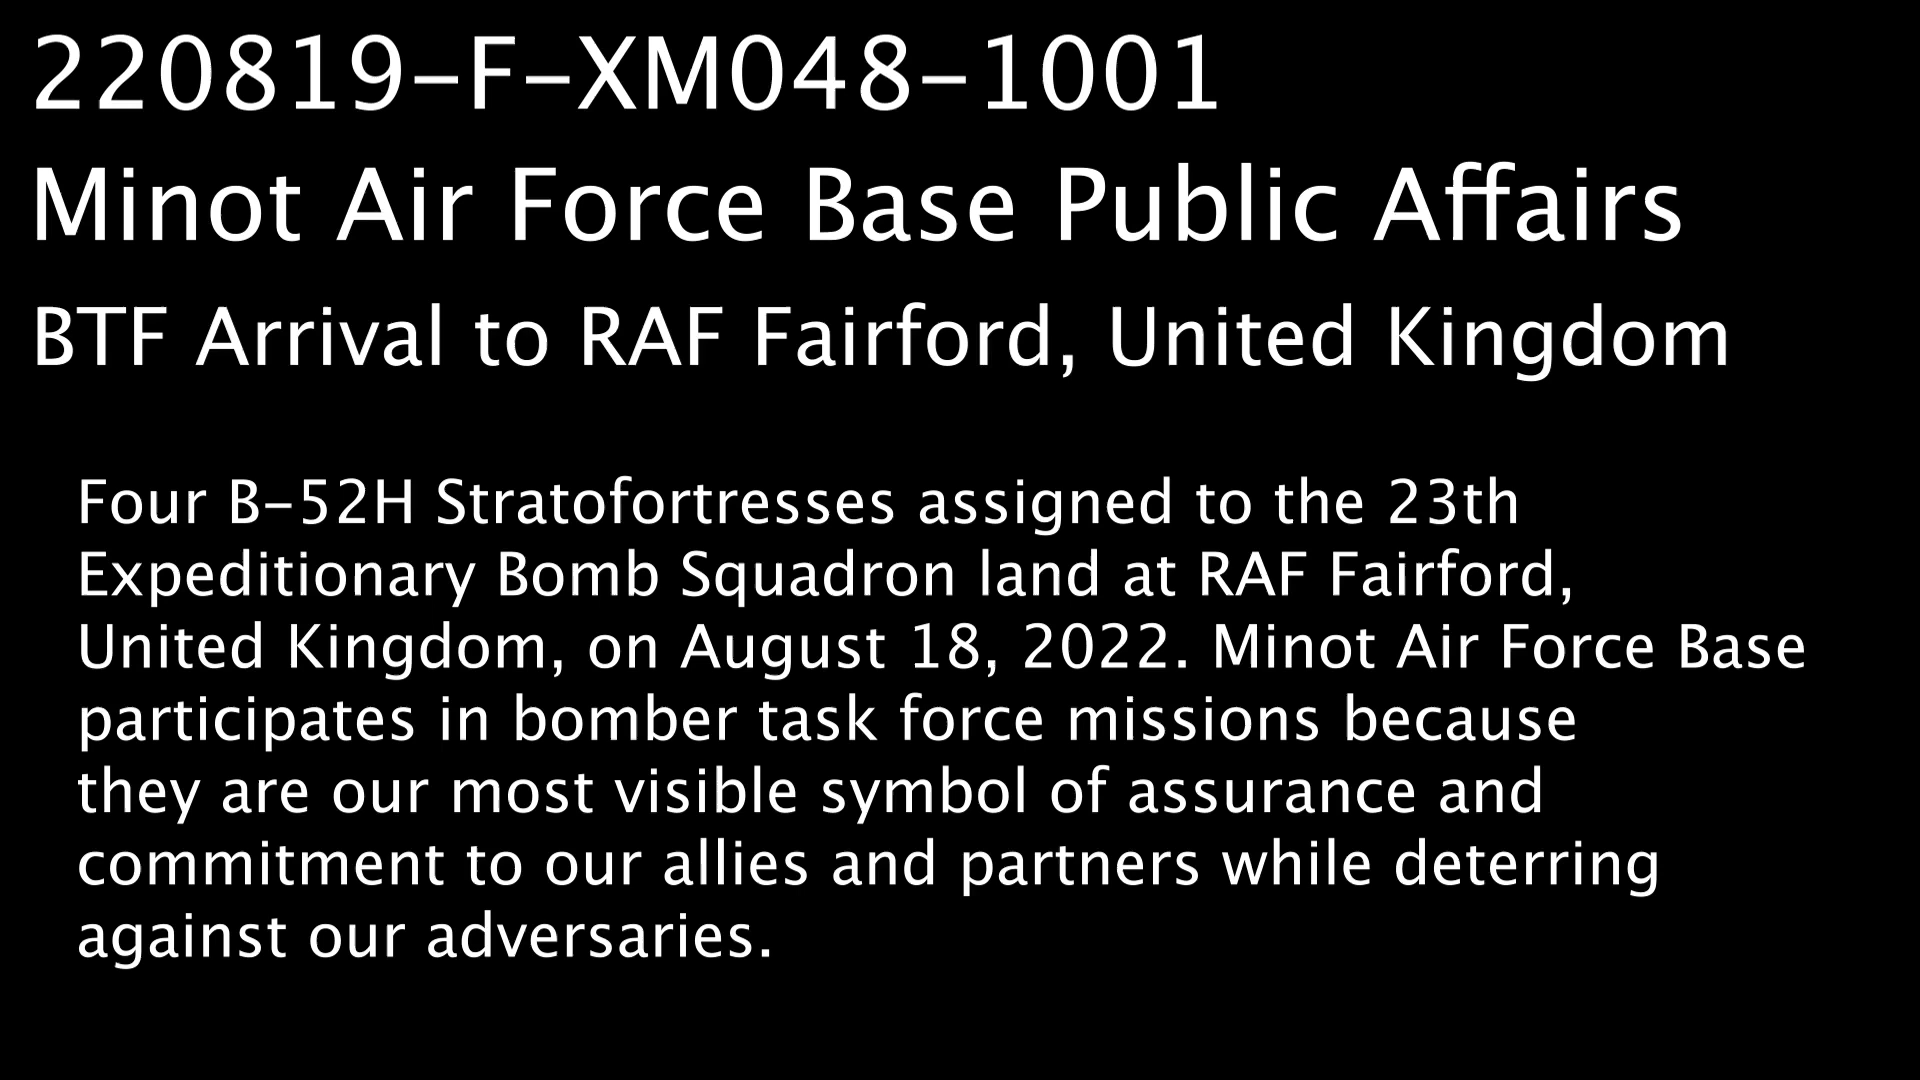 220819-F-XM048-1001
Minot Air Force Base Public Affairs
BTF Arrival to RAF Fairford, United Kingdom
Four B-52H Stratofortresses assigned to the 23th
Expeditionary Bomb Squadron land at RAF Fairford,
United Kingdom, on August 18, 2022. Minot Air Force Base
participates in bomber task force missions because
they are our most visible symbol of assurance and
commitment to our allies and partners while deterring
against our adversaries.